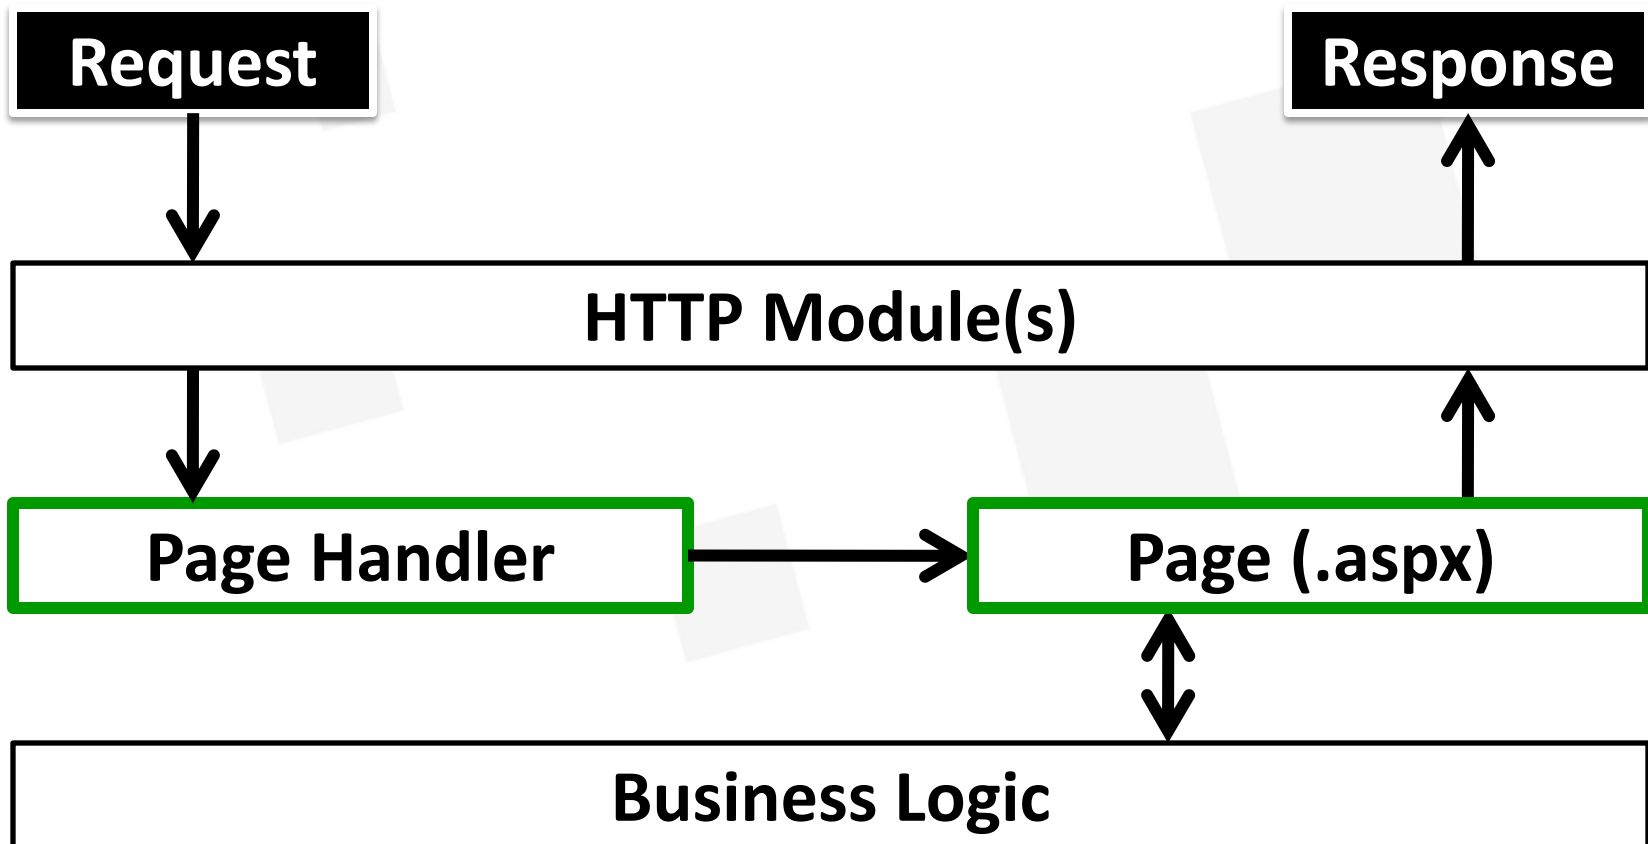 Request
Response
HTTP Module(s)
Page Handler
Page (.aspx)
Business Logic